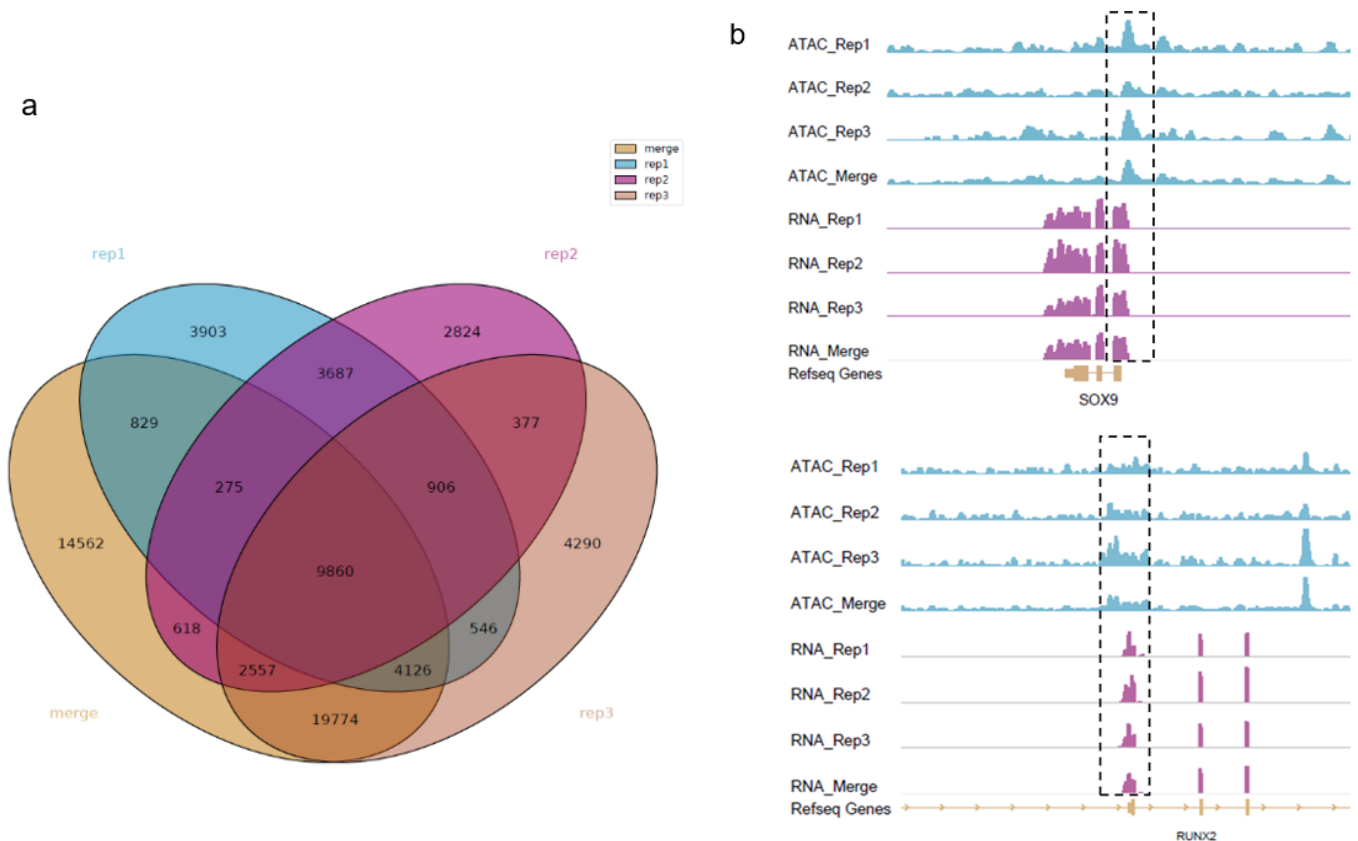 a
merge
rep1
rep2
rep3
rep1
rep2
3903
2824
3687
829
377
275
906
14562
4290
9860
618
546
2557
4126
merge
19774
rep3
b
ATAC_Rep1
ATAC_Rep2
ATAC_Rep3
ATAC_Merge
RNA_Rep1
RNA_Rep2
RNA_Rep3
RNA_Merge
Refseq Genes
SOX9
ATAC_Rep1
ATAC_Rep2
ATAC_Rep3
ATAC_Merge
RNA_Rep1
RNA_Rep2
RNA_Rep3
RNA_Merge
Refseq Genes
RUNX2